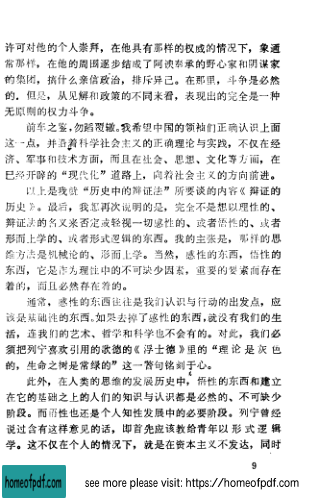 许可对他的个人崇拜，在他具有那样的权威的情况下，象通
常那样，在他的周围逐步结成了阿谀奉承的野心家和阴谋家
的集团，搞什么亲信政治，排斥异己。在那里，斗争是必然
的，但是，从见解和政策的不同来看，表现出的完全是一种
无原则的权力斗争。
前车之鉴，勿蹈覆辙。我希望中国的领袖们正确认识上面
这一点，并沿着科学社会主义的正确理论与实践，不仅在经
济、军事和技术方面，而且在社会、思想、文化等方面，在
已经开辟的“现代化”道路上，向着社会主义的方向前进。
以上是我就“历史中的辩证法”所要谈的内容《辩证的
历史》。最后，我想再次说明的是，完全不是想以理性的、
辩证法的名义来否定或轻视一切感性的、或者悟性的、或者
形而上学的、或者形式逻辑的东西。我的主张是，那样的思
维方法是机械论的、形而上学。当然，感性的东西，悟性的
东西，它是作为理性中的不可缺少因素，重要的要素而存在
着的，而且必然存在着的。
通常，感性的东西往往是我们认识与行动的出发点，应
该是基础性的东西。如果去掉了感性的东西，就没有我们的生
活，连我们的艺术、哲学和科学也不会有的。对此，我们必
须把列宁喜欢引用的歌德的《浮士德》里的“理论是灰色
的，生命之树是常绿的”这一警句铭刻于心。
此外，在人类的思维的发展历史中，悟性的东西和建立
在它的基础之上的人们的知识与认识都是必然的、不可缺少
阶段。而悟性也还是个人知性发展中的必要阶段。列宁曾经
说过含有这样意见的话，即首先应该教给青年以形式逻辑
学。这不仅在个人的情况下，就是在资本主义不发达，同时
9
homeofpdf.com
see more please visit: https://homeofpdf.com